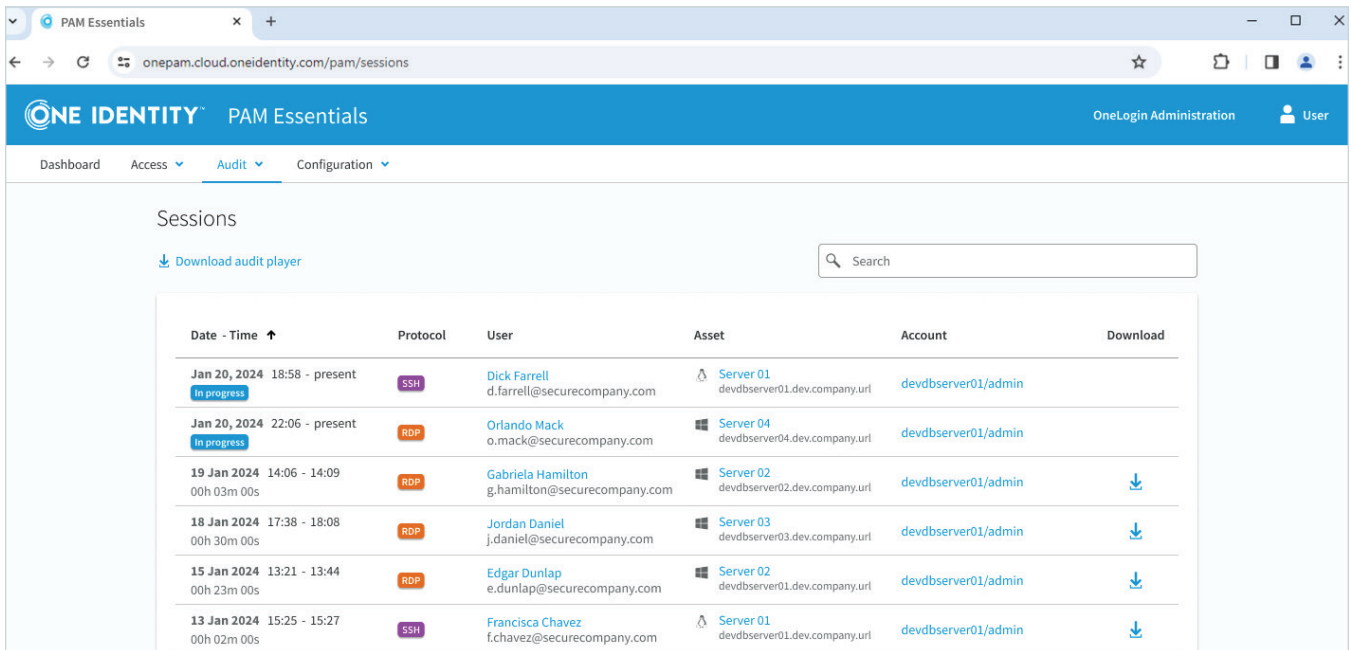 PAM Essentials
onepam.cloud.oneidentity.com/pam/sessions
ONE IDENTITY™ PAM Essentials
OneLogin Administration
User
Dashboard Access Audit Configuration
Sessions
Download audit player
Search
Date - Time Protocol User Asset Account Download
Jan 20, 2024 18:58 - present
In progress
SSH
Dick Farrell
d.farrell@securecompany.com
Server 01
devdbserver01.dev.company.url
devdbserver01/admin
Jan 20, 2024 22:06 - present
In progress
RDP
Orlando Mack
o.mack@securecompany.com
Server 04
devdbserver04.dev.company.url
devdbserver01/admin
19 Jan 2024 14:06 - 14:09
00h 03m 00s
RDP
Gabriela Hamilton
g.hamilton@securecompany.com
Server 02
devdbserver02.dev.company.url
devdbserver01/admin
18 Jan 2024 17:38 - 18:08
00h 30m 00s
RDP
Jordan Daniel
j.daniel@securecompany.com
Server 03
devdbserver03.dev.company.url
devdbserver01/admin
15 Jan 2024 13:21 - 13:44
00h 23m 00s
RDP
Edgar Dunlap
e.dunlap@securecompany.com
Server 02
devdbserver01.dev.company.url
devdbserver01/admin
13 Jan 2024 15:25 - 15:27
00h 02m 00s
SSH
Francisca Chavez
f.chavez@securecompany.com
Server 01
devdbserver01.dev.company.url
devdbserver01/admin